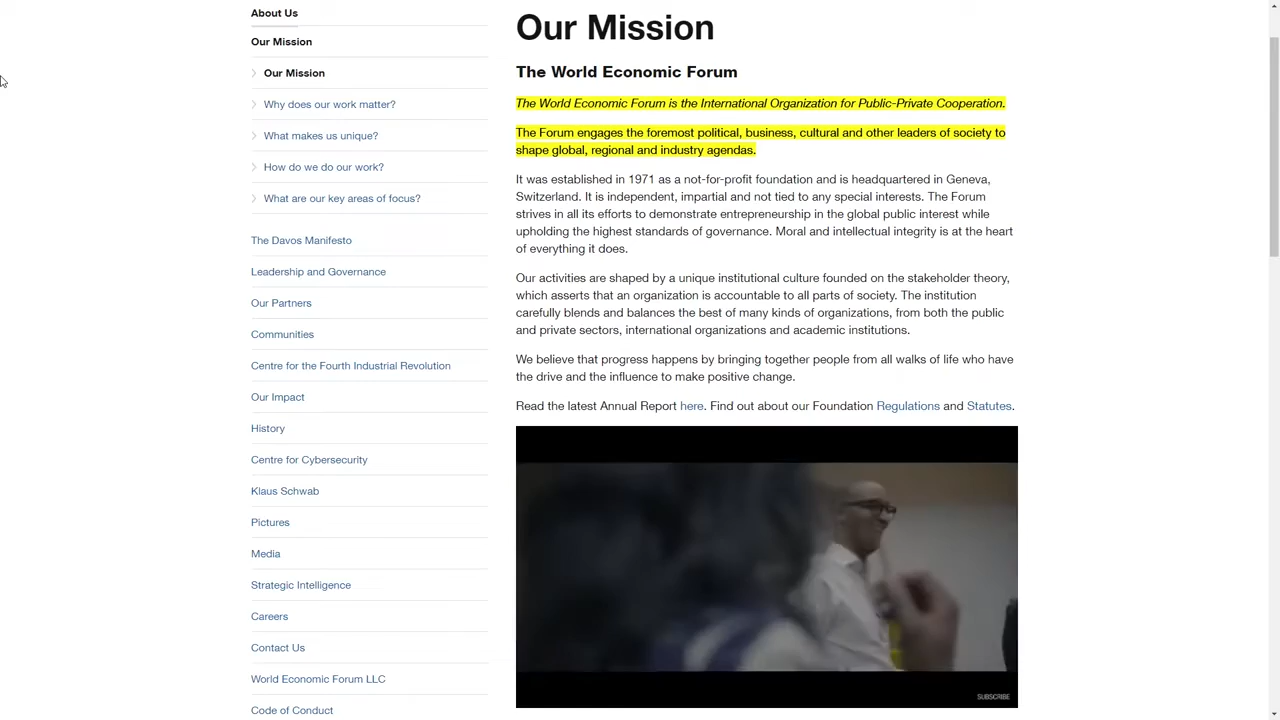 About Us
Our Mission
Our Mission
Why does our work matter?
What makes us unique?
How do we do our work?
What are our key areas of focus?
The Davos Manifesto
Leadership and Governance
Our Partners
Communities
Centre for the Fourth Industrial Revolution
Our Impact
History
Centre for Cybersecurity
Klaus Schwab
Pictures
Media
Strategic Intelligence
Careers
Contact Us
World Economic Forum LLC
Code of Conduct
Our Mission
The World Economic Forum
The World Economic Forum is the International Organization for Public-Private Cooperation.
The Forum engages the foremost political, business, cultural and other leaders of society to
shape global, regional and industry agendas.
It was established in 1971 as a not-for-profit foundation and is headquartered in Geneva,
Switzerland. It is independent, impartial and not tied to any special interests. The Forum
strives in all its efforts to demonstrate entrepreneurship in the global public interest while
upholding the highest standards of governance. Moral and intellectual integrity is at the heart
of everything it does.
Our activities are shaped by a unique institutional culture founded on the stakeholder theory,
which asserts that an organization is accountable to all parts of society. The institution
carefully blends and balances the best of many kinds of organizations, from both the public
and private sectors, international organizations and academic institutions.
We believe that progress happens by bringing together people from all walks of life who have
the drive and the influence to make positive change.
Read the latest Annual Report here. Find out about our Foundation Regulations and Statutes.
SUBSCRIBE